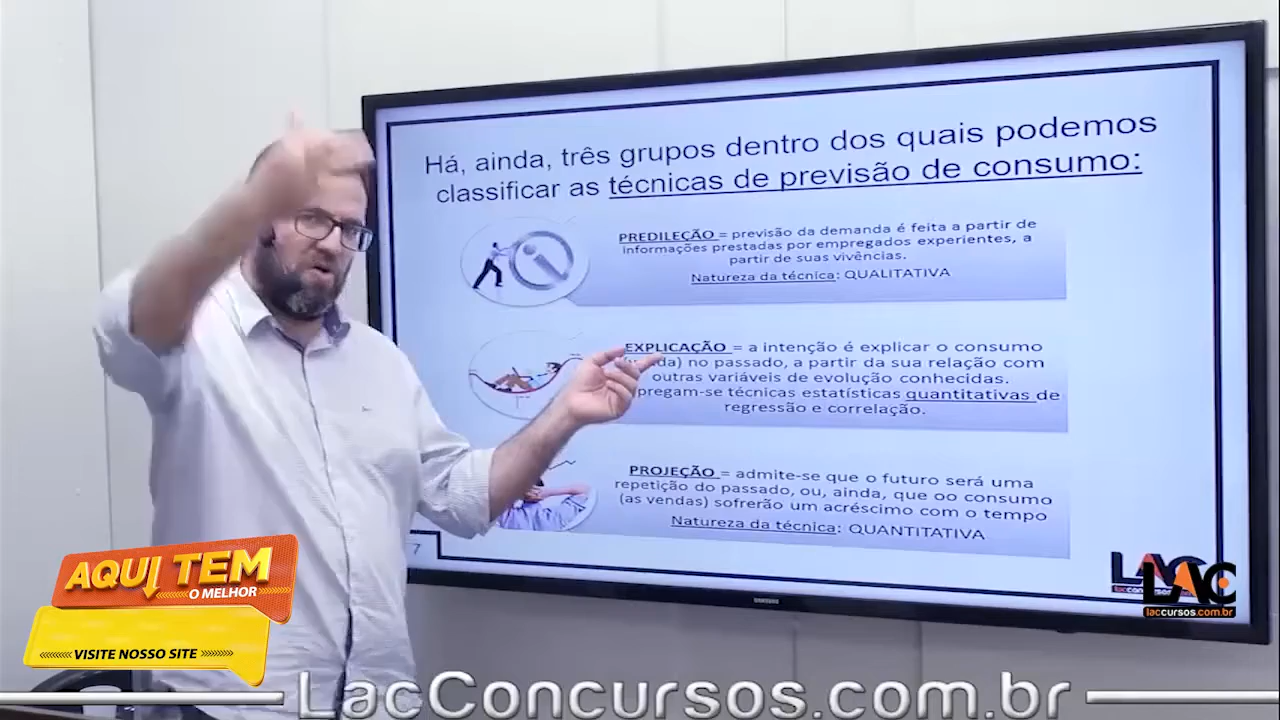 Há, ainda, três grupos dentro dos quais podemos
classificar as técnicas de previsão de consumo:
PREDILEÇÃO = previsão da demanda é feita a partir de
informações prestadas por empregados experientes, a
partir de suas vivências.
Natureza da técnica: QUALITATIVA
EXPLICAÇÃO = a intenção é explicar o consumo
no passado, a partir da sua relação com
outras variáveis de evolução conhecidas.
técnicas estatísticas quantitativas de
regressão e correlação.
PROJEÇÃO = admite-se que o futuro será uma
repetição do passado, ou, ainda, que oo consumo
(as vendas) sofrerão um acréscimo com o tempo
Natureza da técnica: QUANTITATIVA
7
LAC
LAC
lacconcursos.com.br
SAMSUNG
AQUI TEM
O MELHOR
VISITE NOSSO SITE
LacConcursos.com.br